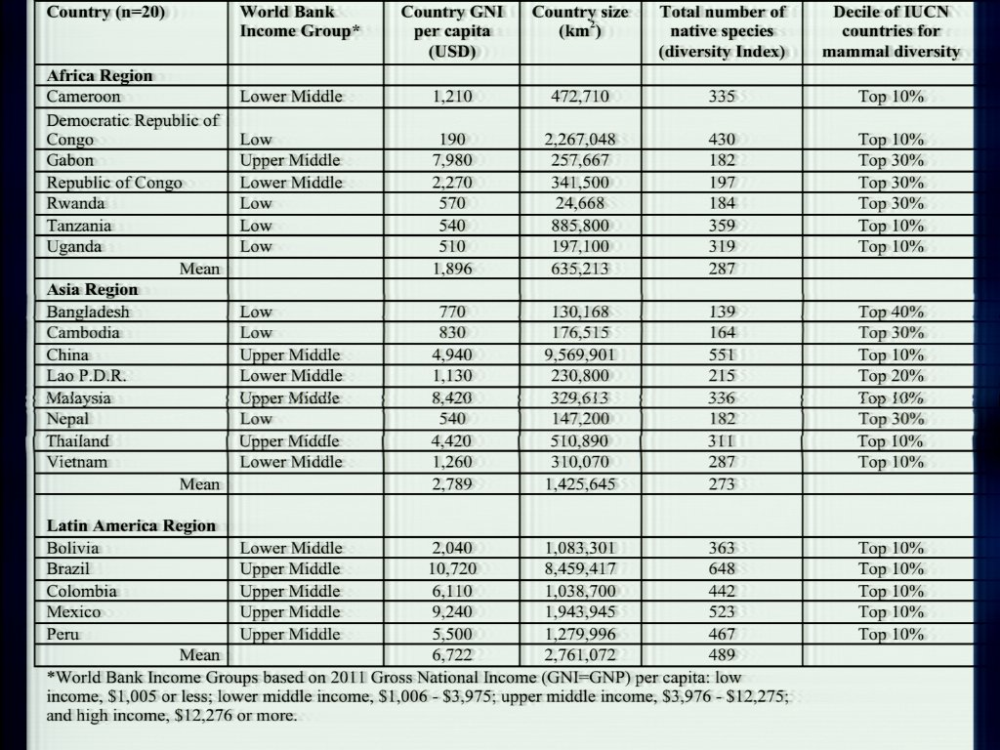 Country (n=20) World Bank Income Group* Country GNI per capita (USD) Country size (km²) Total number of native species (diversity Index) Decile of IUCN countries for mammal diversity
Africa Region
Cameroon Lower Middle 1,210 472,710 335 Top 10%
Democratic Republic of
Congo Low 190 2,267,048 430 Top 10%
Gabon Upper Middle 7,980 257,667 182 Top 30%
Republic of Congo Lower Middle 2,270 341,500 197 Top 30%
Rwanda Low 570 24,668 184 Top 30%
Tanzania Low 540 885,800 359 Top 10%
Uganda Low 510 197,100 319 Top 10%
Mean 1,896 635,213 287
Asia Region
Bangladesh Low 770 130,168 139 Top 40%
Cambodia Low 830 176,515 164 Top 30%
China Upper Middle 4,940 9,569,901 551 Top 10%
Lao P.D.R. Lower Middle 1,130 230,800 215 Top 20%
Malaysia Upper Middle 8,420 329,613 336 Top 10%
Nepal Low 540 147,200 182 Top 30%
Thailand Upper Middle 4,420 510,890 311 Top 10%
Vietnam Lower Middle 1,260 310,070 287 Top 10%
Mean 2,789 1,425,645 273
Latin America Region
Bolivia Lower Middle 2,040 1,083,301 363 Top 10%
Brazil Upper Middle 10,720 8,459,417 648 Top 10%
Colombia Upper Middle 6,110 1,038,700 442 Top 10%
Mexico Upper Middle 9,240 1,943,945 523 Top 10%
Peru Upper Middle 5,500 1,279,996 467 Top 10%
Mean 6,722 2,761,072 489
*World Bank Income Groups based on 2011 Gross National Income (GNI=GNP) per capita: low
income, $1,005 or less; lower middle income, $1,006 - $3,975; upper middle income, $3,976 - $12,275;
and high income, $12,276 or more.